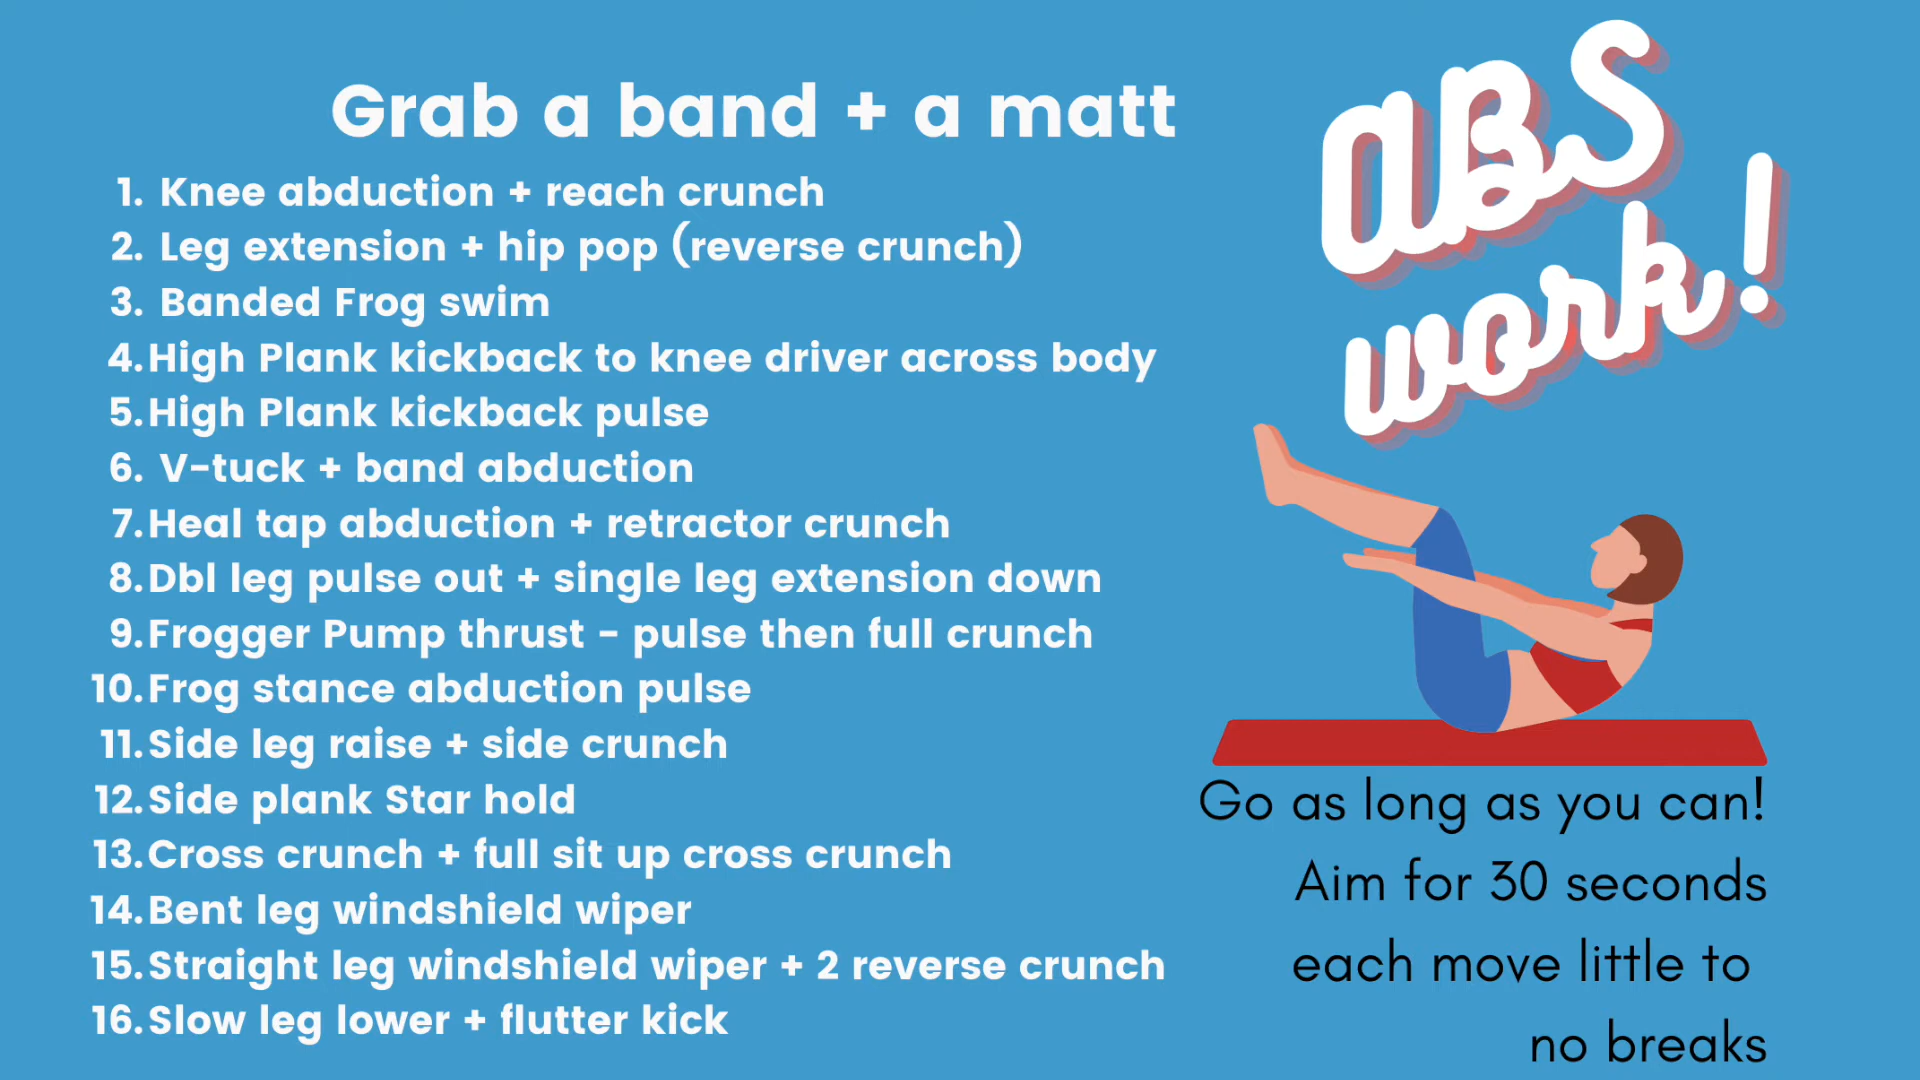 Grab a band + a matt
1. Knee abduction + reach crunch
2. Leg extension + hip pop (reverse crunch)
3. Banded Frog swim
4. High Plank kickback to knee driver across body
5. High Plank kickback pulse
6. V-tuck + band abduction
7. Heal tap abduction + retractor crunch
8. Dbl leg pulse out + single leg extension down
9. Frogger Pump thrust - pulse then full crunch
10. Frog stance abduction pulse
11. Side leg raise + side crunch
12. Side plank Star hold
13. Cross crunch + full sit up cross crunch
14. Bent leg windshield wiper
15. Straight leg windshield wiper + 2 reverse crunch
16. Slow leg lower + flutter kick
ABS
work!
Go as long as you can!
Aim for 30 seconds
each move little to
no breaks